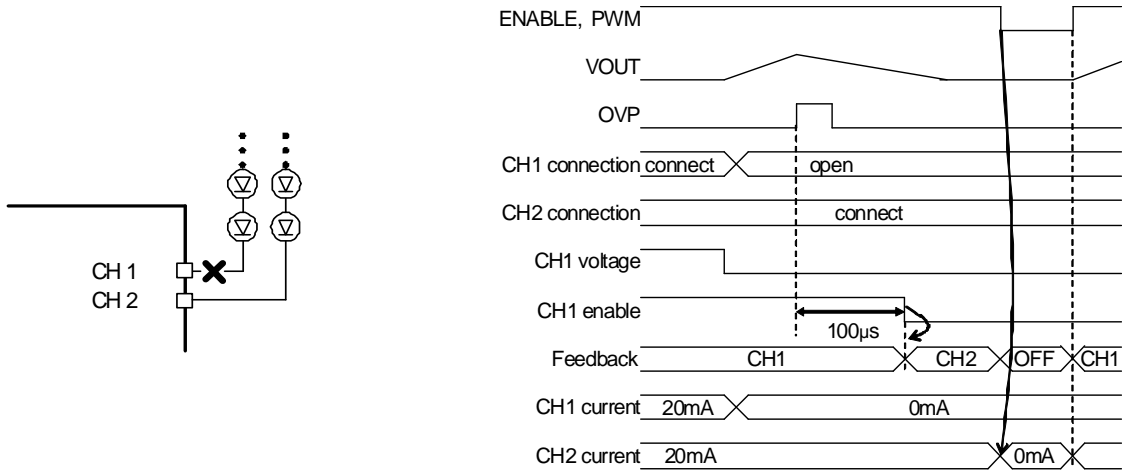 ENABLE, PWM
VOUT
OVP
CH1 connection connect open
CH2 connection connect
CH1 voltage
CH1 enable
100µs
Feedback CH1 CH2 OFF CH1
CH1 current 20mA 0mA
CH2 current 20mA 0mA
CH 1
CH 2